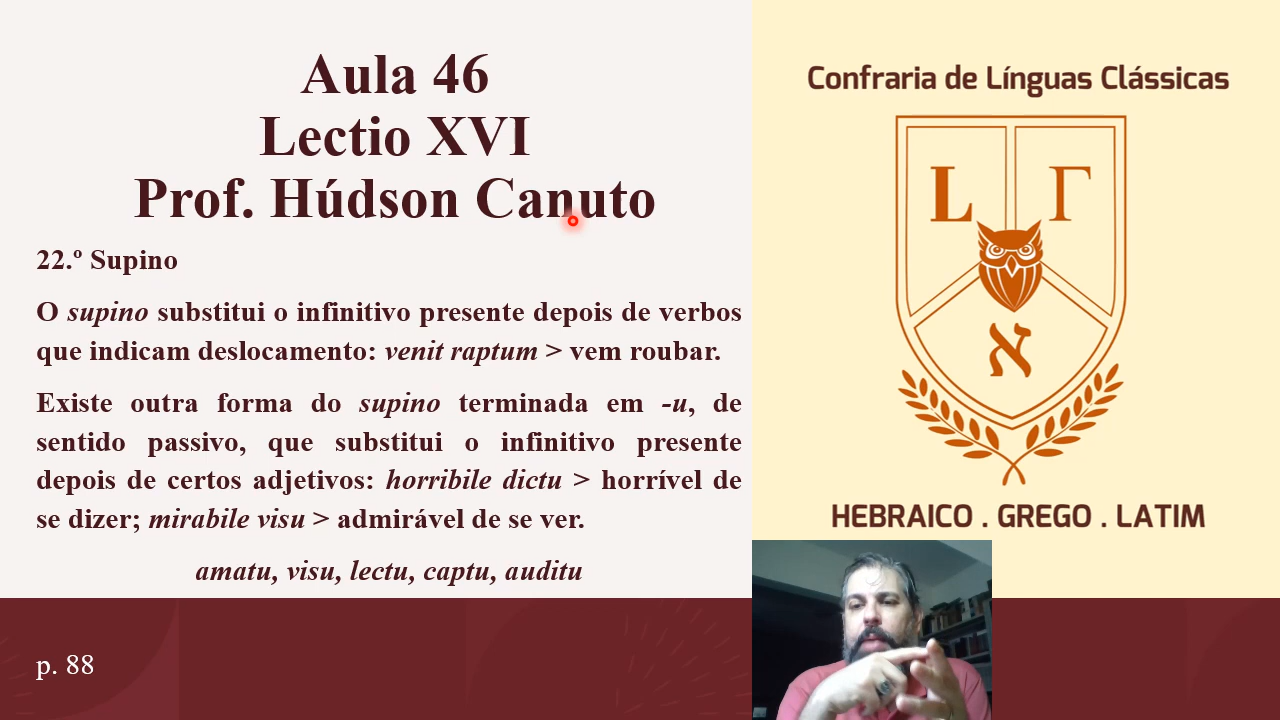 Aula 46
Lectio XVI
Prof. Húdson Canuto
22.º Supino
O supino substitui o infinitivo presente depois de verbos
que indicam deslocamento: venit raptum > vem roubar.
Existe outra forma do supino terminada em -u, de
sentido passivo, que substitui o infinitivo presente
depois de certos adjetivos: horribile dictu > horrível de
se dizer; mirabile visu > admirável de se ver.
amatu, visu, lectu, captu, auditu
p. 88
Confraria de Línguas Clássicas
L Γ
א
HEBRAICO . GREGO . LATIM